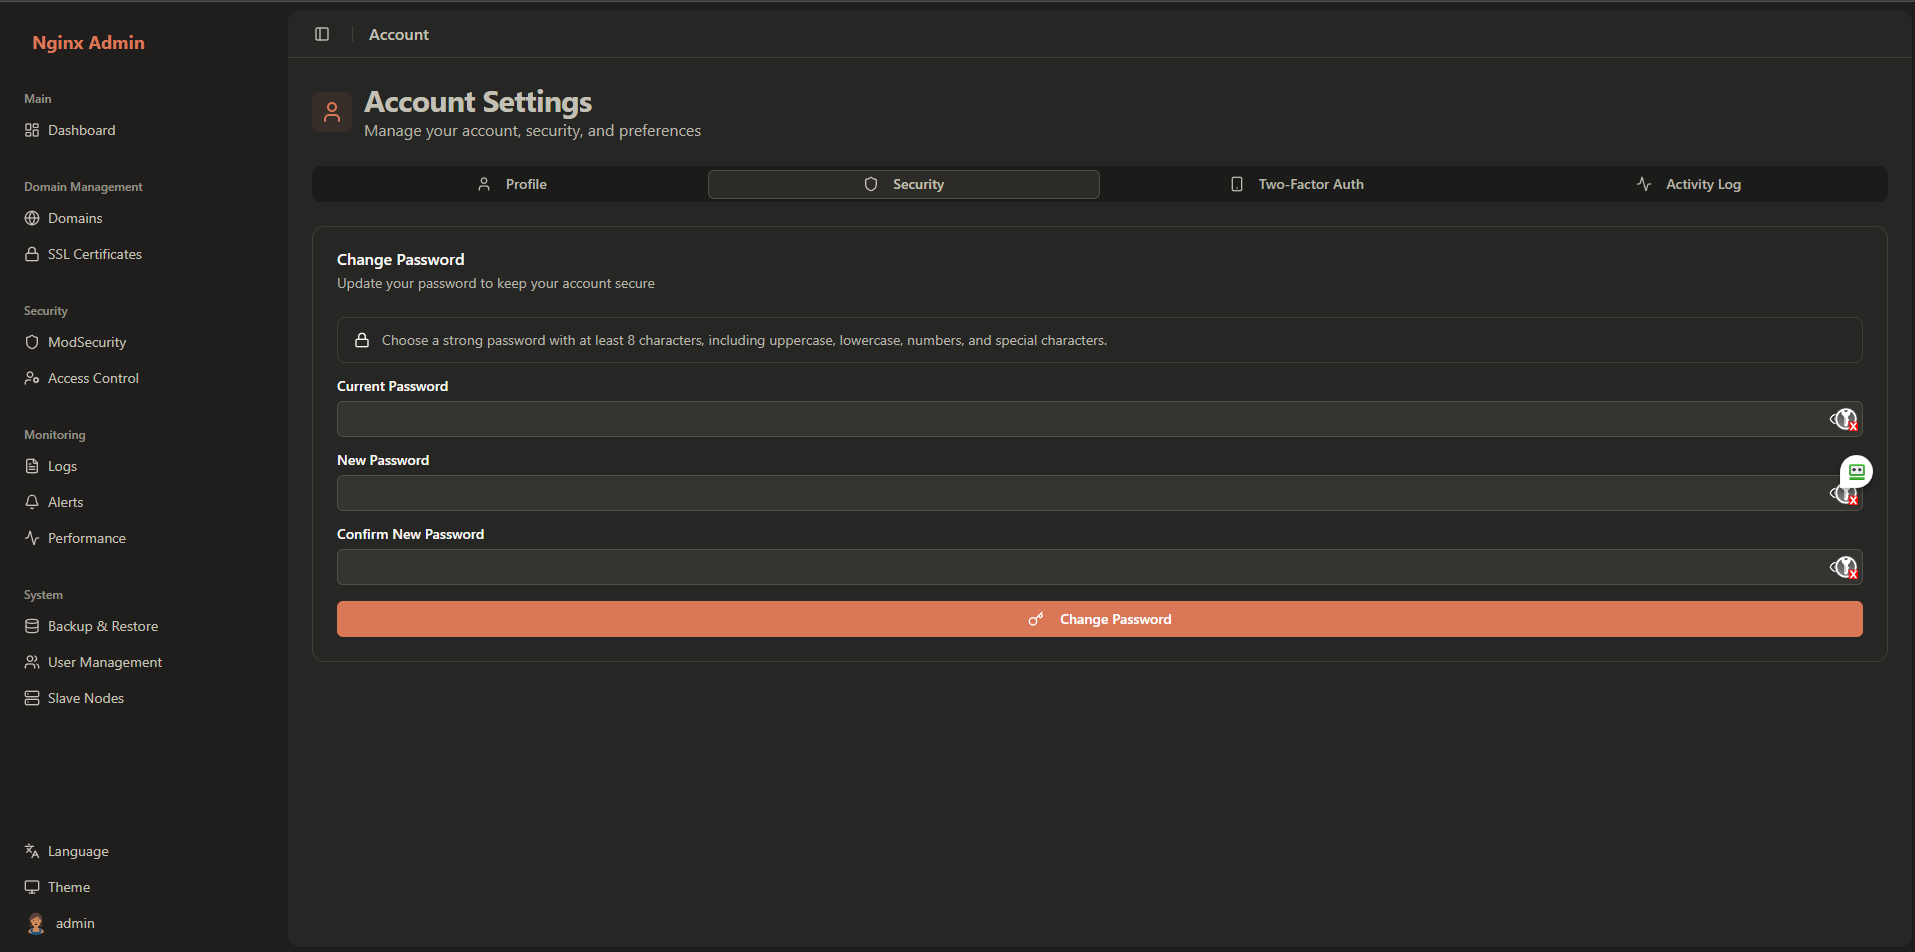 Nginx Admin
Main
Dashboard
Domain Management
Domains
SSL Certificates
Security
ModSecurity
Access Control
Monitoring
Logs
Alerts
Performance
System
Backup & Restore
User Management
Slave Nodes
Language
Theme
admin
Account
Account Settings
Manage your account, security, and preferences
Profile
Security
Two-Factor Auth
Activity Log
Change Password
Update your password to keep your account secure
Choose a strong password with at least 8 characters, including uppercase, lowercase, numbers, and special characters.
Current Password
New Password
Confirm New Password
Change Password